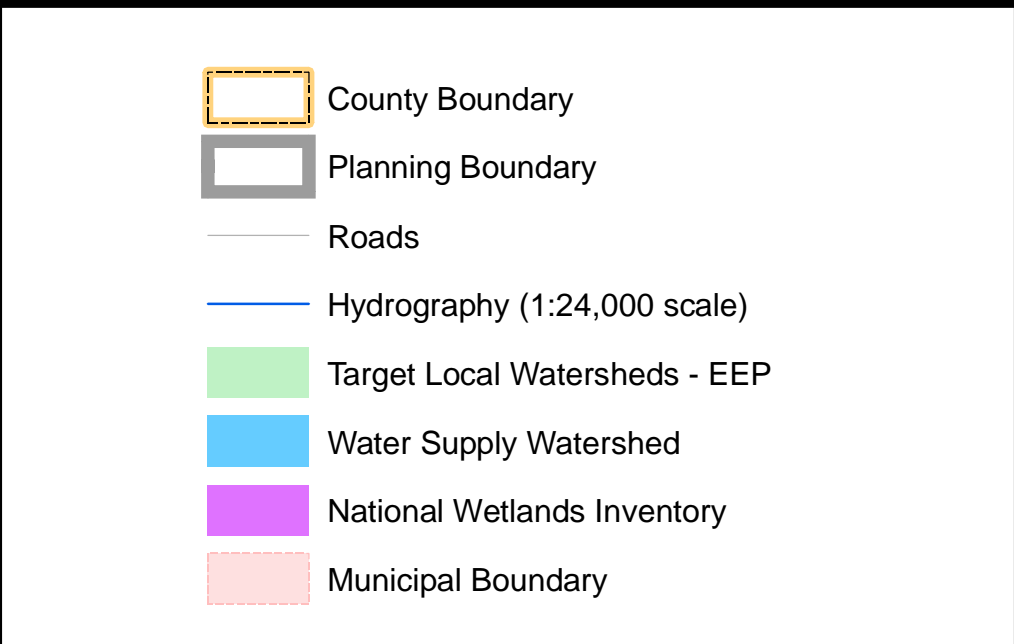 County Boundary
Planning Boundary
Roads
Hydrography (1:24,000 scale)
Target Local Watersheds - EEP
Water Supply Watershed
National Wetlands Inventory
Municipal Boundary